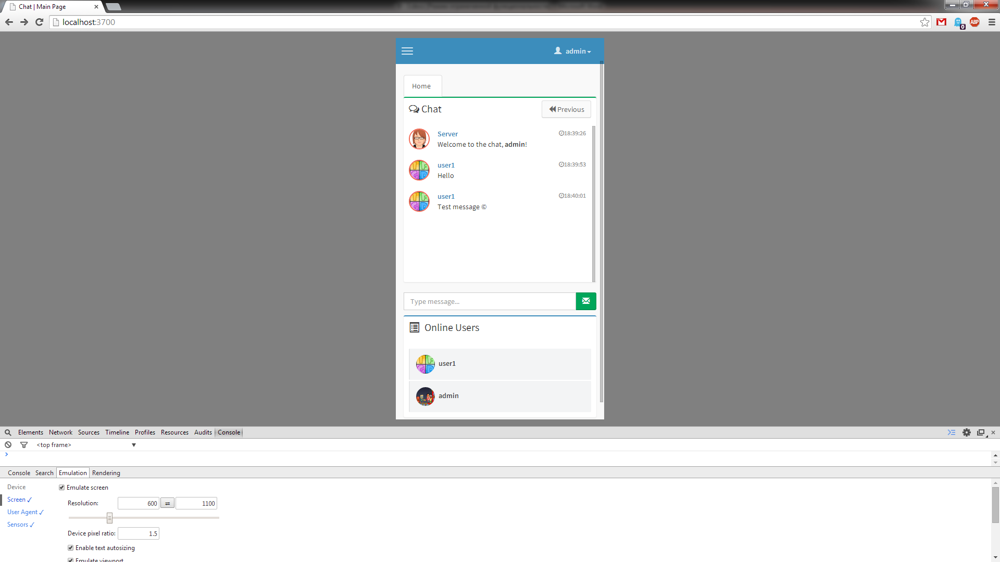 Chat | Main Page
localhost:3700
ABP
0
admin
Home
Chat
Previous
Server
18:39:26
Welcome to the chat, admin!
user1
18:39:53
Hello
user1
18:40:01
Test message ©
Type message...
Online Users
user1
admin
Elements Network Sources Timeline Profiles Resources Audits Console
<top frame>
Console Search Emulation Rendering
Device
Emulate screen
Screen
Resolution: 600 1100
User Agent
Sensors
Device pixel ratio: 1.5
Enable text autosizing
Emulate viewport